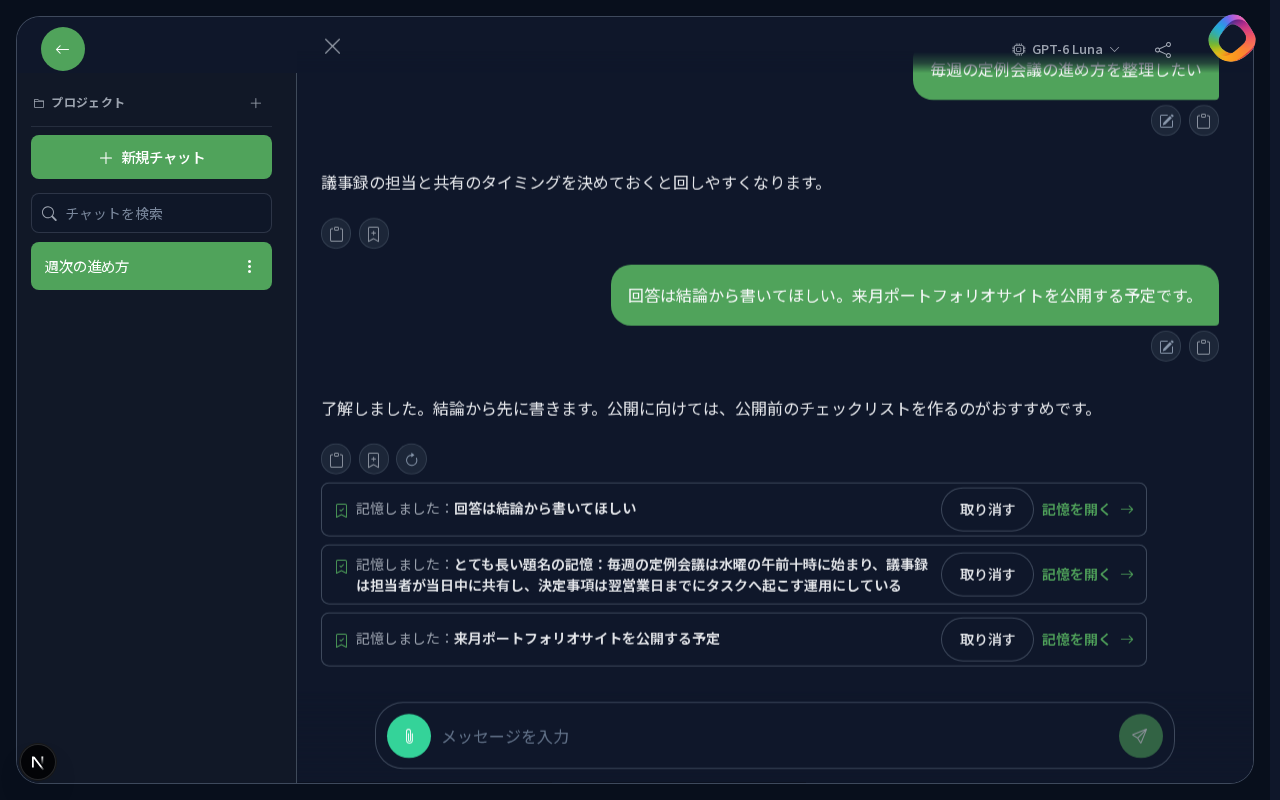 GPT-6 Luna
毎週の定例会議の進め方を整理したい
プロジェクト
新規チャット
チャットを検索
週次の進め方
議事録の担当と共有のタイミングを決めておくと回しやすくなります。
回答は結論から書いてほしい。来月ポートフォリオサイトを公開する予定です。
了解しました。結論から先に書きます。公開に向けては、公開前のチェックリストを作るのがおすすめです。
記憶しました：回答は結論から書いてほしい
取り消す
記憶を開く →
記憶しました：とても長い題名の記憶：毎週の定例会議は水曜の午前十時に始まり、議事録
は担当者が当日中に共有し、決定事項は翌営業日までにタスクへ起こす運用にしている
取り消す
記憶を開く →
記憶しました：来月ポートフォリオサイトを公開する予定
取り消す
記憶を開く →
メッセージを入力
N